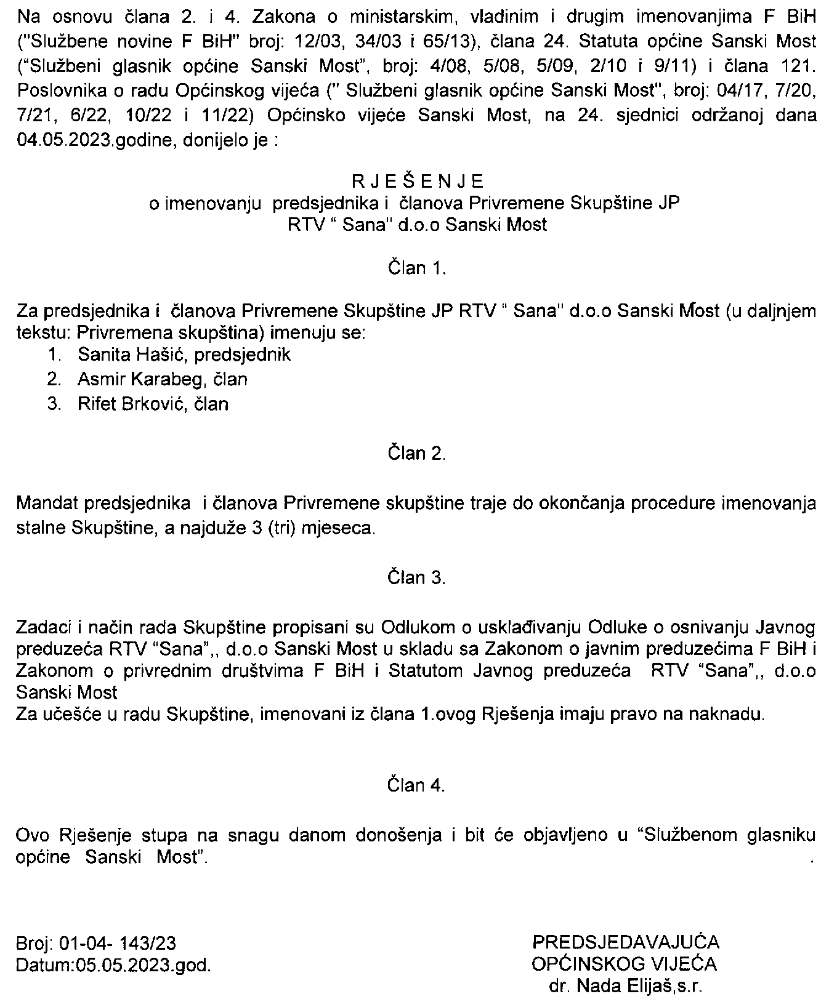 Na osnovu člana 2. i 4. Zakona o ministarskim, vladinim i drugim imenovanjima F BiH
("Službene novine F BiH" broj: 12/03, 34/03 i 65/13), člana 24. Statuta općine Sanski Most
(“Službeni glasnik općine Sanski Most”, broj: 4/08, 5/08, 5/09, 2/10 i 9/11) i člana 121.
Poslovnika o radu Općinskog vijeća (" Službeni glasnik općine Sanski Most", broj: 04/17, 7/20,
7/21, 6/22, 10/22 i 11/22) Općinsko vijeće Sanski Most, na 24. sjednici održanoj dana
04.05.2023.godine, donijelo je :
R J E Š E N J E
o imenovanju predsjednika i članova Privremene Skupštine JP
RTV “ Sana" d.o.o Sanski Most
Član 1.
Za predsjednika i članova Privremene Skupštine JP RTV “ Sana" d.o.o Sanski Most (u daljnjem
tekstu: Privremena skupština) imenuju se:
1. Sanita Hašić, predsjednik
2. Asmir Karabeg, član
3. Rifet Brković, član
Član 2.
Mandat predsjednika i članova Privremene skupštine traje do okončanja procedure imenovanja
stalne Skupštine, a najduže 3 (tri) mjeseca.
Član 3.
Zadaci i način rada Skupštine propisani su Odlukom o usklađivanju Odluke o osnivanju Javnog
preduzeća RTV “Sana”,, d.o.o Sanski Most u skladu sa Zakonom o javnim preduzećima F BiH i
Zakonom o privrednim društvima F BiH i Statutom Javnog preduzeća RTV “Sana”,, d.o.o
Sanski Most
Za učešće u radu Skupštine, imenovani iz člana 1.ovog Rješenja imaju pravo na naknadu.
Član 4.
Ovo Rješenje stupa na snagu danom donošenja i bit će objavljeno u “Službenom glasniku
općine Sanski Most”.
Broj: 01-04- 143/23
Datum:05.05.2023.god.
PREDSJEDAVAJUĆA
OPĆINSKOG VIJEĆA
dr. Nada Elijaš,s.r.